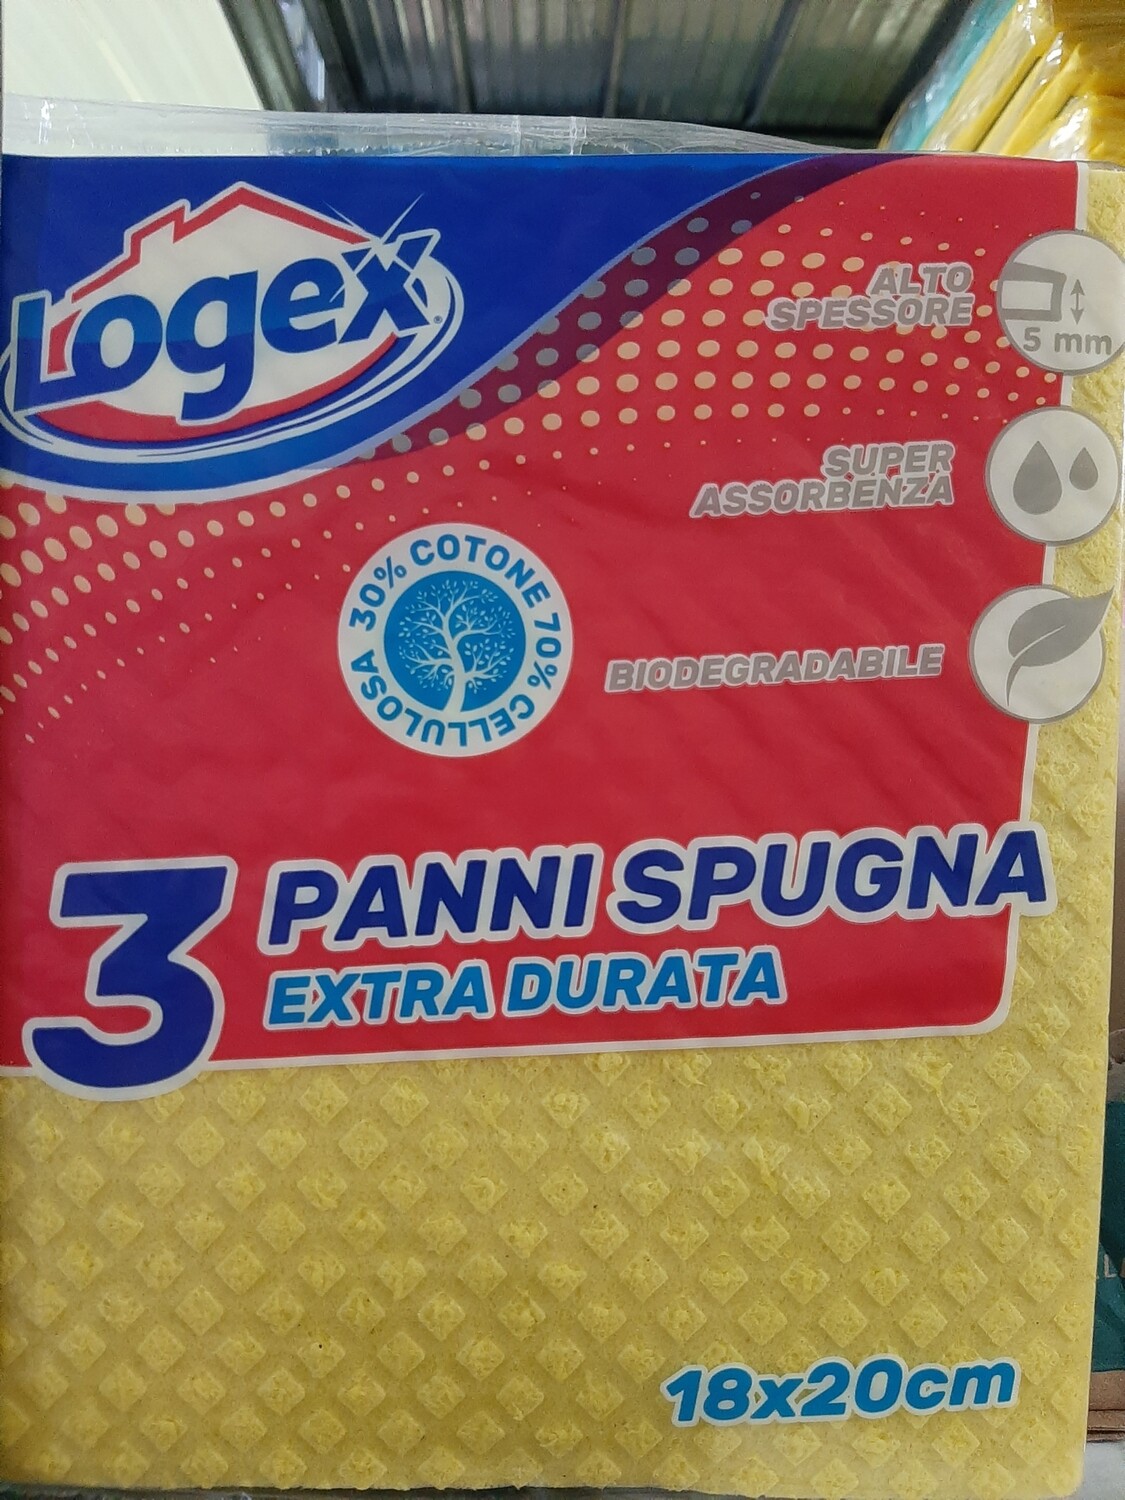 Logex
ALTO
SPESSORE
5 mm
SUPER
ASSORBENZA
30% COTONE 70% CELLULOSA
BIODEGRADABILE
3 PANNI SPUGNA
EXTRA DURATA
18x20cm